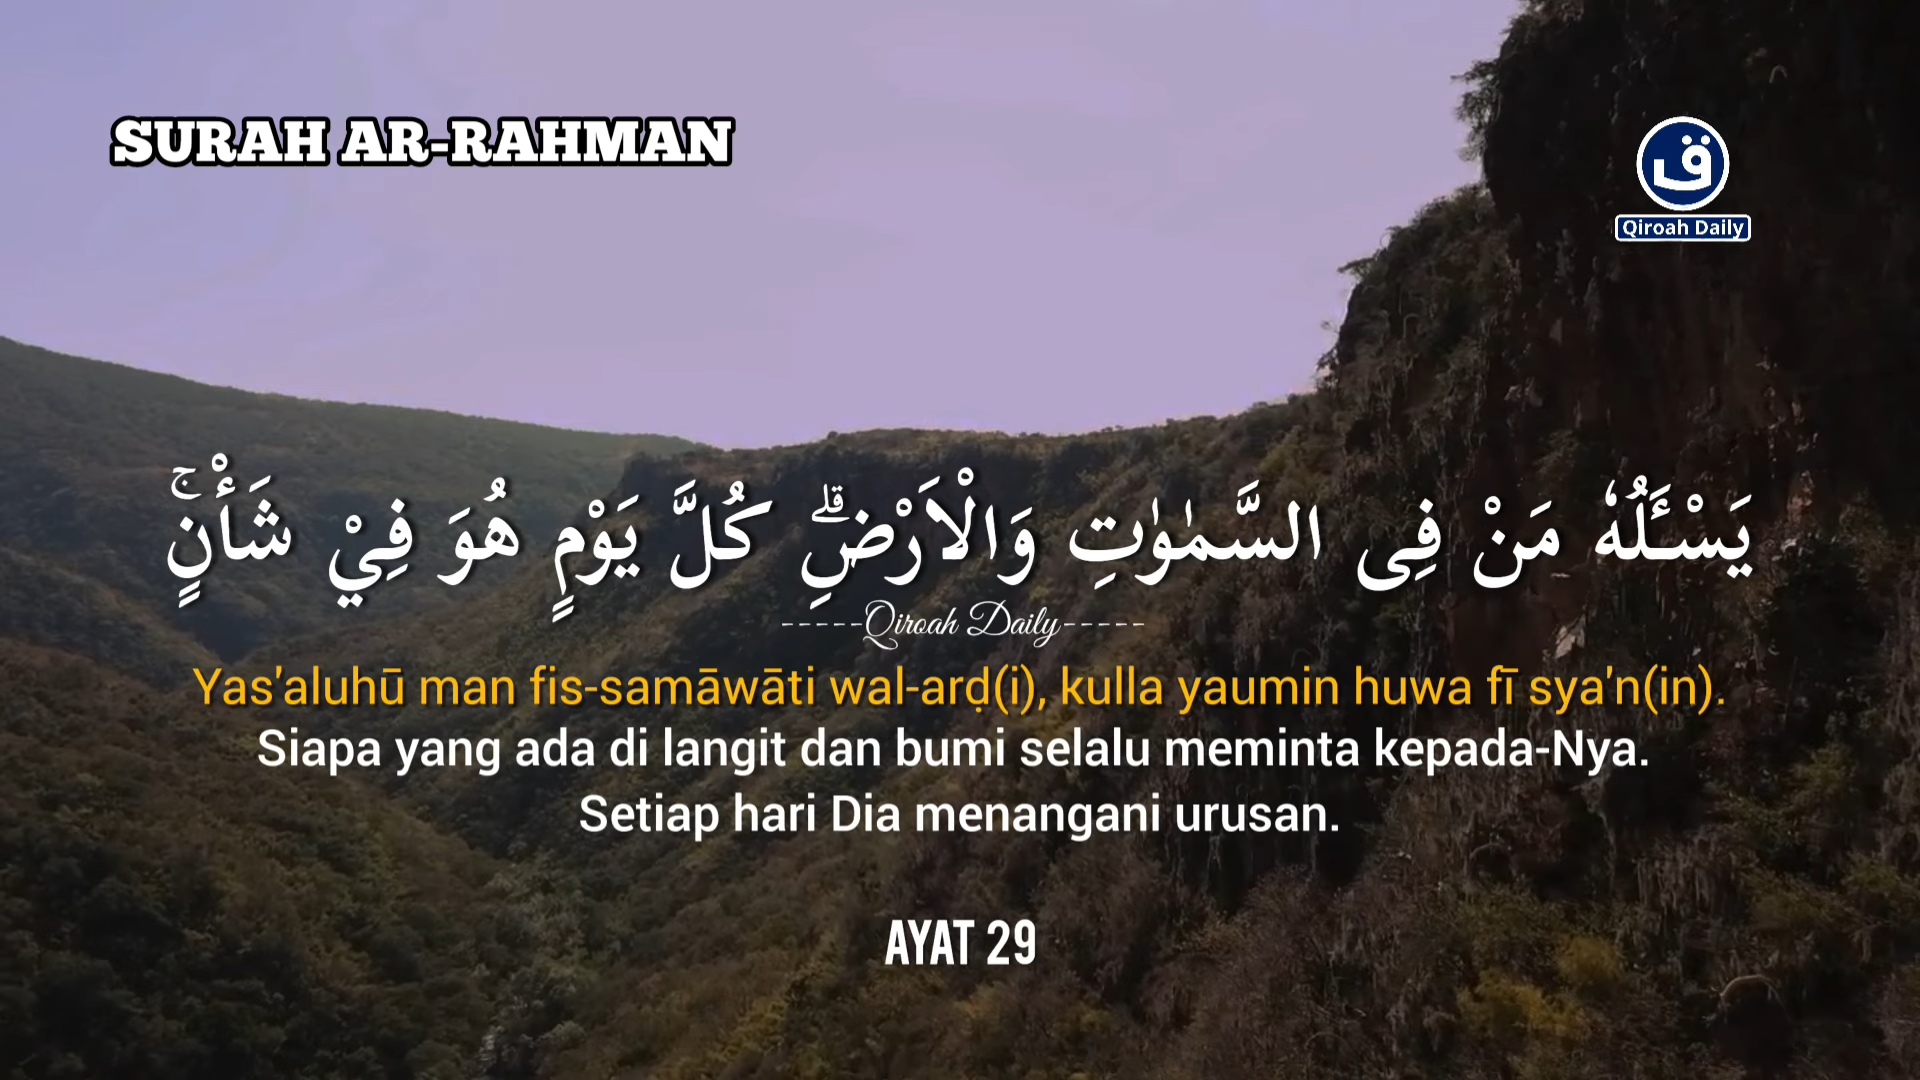 SURAH AR-RAHMAN
ق
Qiroah Daily
يَسْـَٔلُهٗ مَنْ فِى السَّمٰوٰتِ وَالْاَرْضِۗ كُلَّ يَوْمٍ هُوَ فِيْ شَأْنٍۚ
-----Qiroah Daily-----
Yas'aluhū man fis-samāwāti wal-arḍ(i), kulla yaumin huwa fī sya'n(in).
Siapa yang ada di langit dan bumi selalu meminta kepada-Nya.
Setiap hari Dia menangani urusan.
AYAT 29